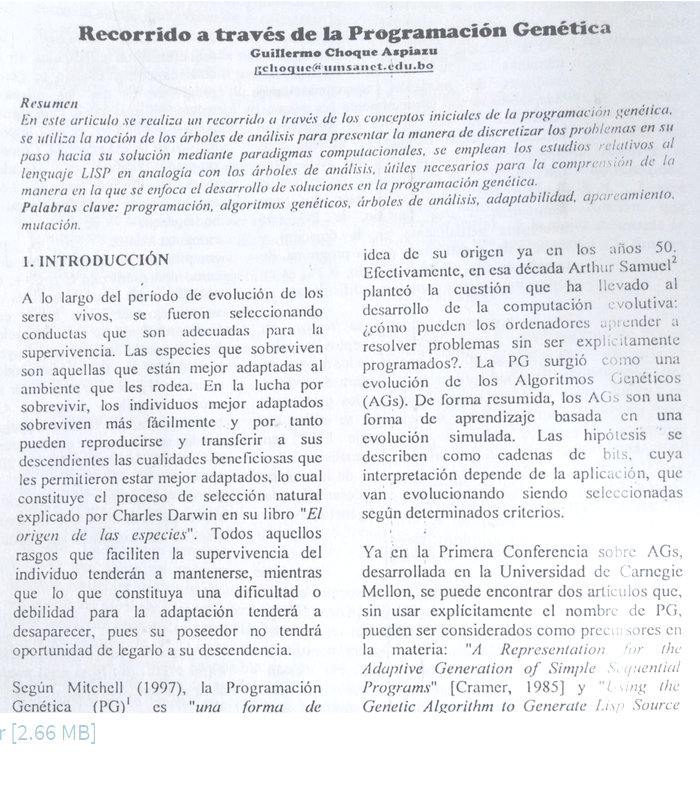 Recorrido a través de la Programación Genética
Guillermo Choque Aspiazu
gchoque@umsanet.edu.bo
Resumen
En este articulo se realiza un recorrido a través de los conceptos iniciales de la programación genética,
se utiliza la noción de los árboles de análisis para presentar la manera de discretizar los problemas en su
paso hacia su solución mediante paradigmas computacionales, se emplean los estudios relativos al
lenguaje LISP en analogía con los árboles de análisis, útiles necesarios para la comprensión de la
manera en la que se enfoca el desarrollo de soluciones en la programación genética.
Palabras clave: programación, algoritmos genéticos, árboles de análisis, adaptabilidad, apareamiento,
mutación.
1. INTRODUCCIÓN
A lo largo del período de evolución de los
seres vivos, se fueron seleccionando
conductas que son adecuadas para la
supervivencia. Las especies que sobreviven
son aquellas que están mejor adaptadas al
ambiente que les rodea. En la lucha por
sobrevivir, los individuos mejor adaptados
sobreviven más fácilmente y por tanto
pueden reproducirse y transferir a sus
descendientes las cualidades beneficiosas que
les permitieron estar mejor adaptados, lo cual
constituye el proceso de selección natural
explicado por Charles Darwin en su libro "El
origen de las especies". Todos aquellos
rasgos que faciliten la supervivencia del
individuo tenderán a mantenerse, mientras
que lo que constituya una dificultad o
debilidad para la adaptación tenderá a
desaparecer, pues su poseedor no tendrá
oportunidad de legarlo a su descendencia.
Según Mitchell (1997), la Programación
Genética (PG)¹ es "una forma de
idea de su origen ya en los años 50.
Efectivamente, en esa década Arthur Samuel²
planteó la cuestión que ha llevado al
desarrollo de la computación evolutiva:
¿cómo pueden los ordenadores aprender a
resolver problemas sin ser explícitamente
programados?. La PG surgió como una
evolución de los Algoritmos Genéticos
(AGs). De forma resumida, los AGs son una
forma de aprendizaje basada en una
evolución simulada. Las hipótesis se
describen como cadenas de bits, cuya
interpretación depende de la aplicación, que
van evolucionando siendo seleccionadas
según determinados criterios.
Ya en la Primera Conferencia sobre AGs,
desarrollada en la Universidad de Carnegie
Mellon, se puede encontrar dos artículos que,
sin usar explícitamente el nombre de PG,
pueden ser considerados como precursores en
la materia: "A Representation for the
Adaptive Generation of Simple Sequential
Programs" [Cramer, 1985] y "Using the
Genetic Algorithm to Generate Lisp Source
r [2.66 MB]